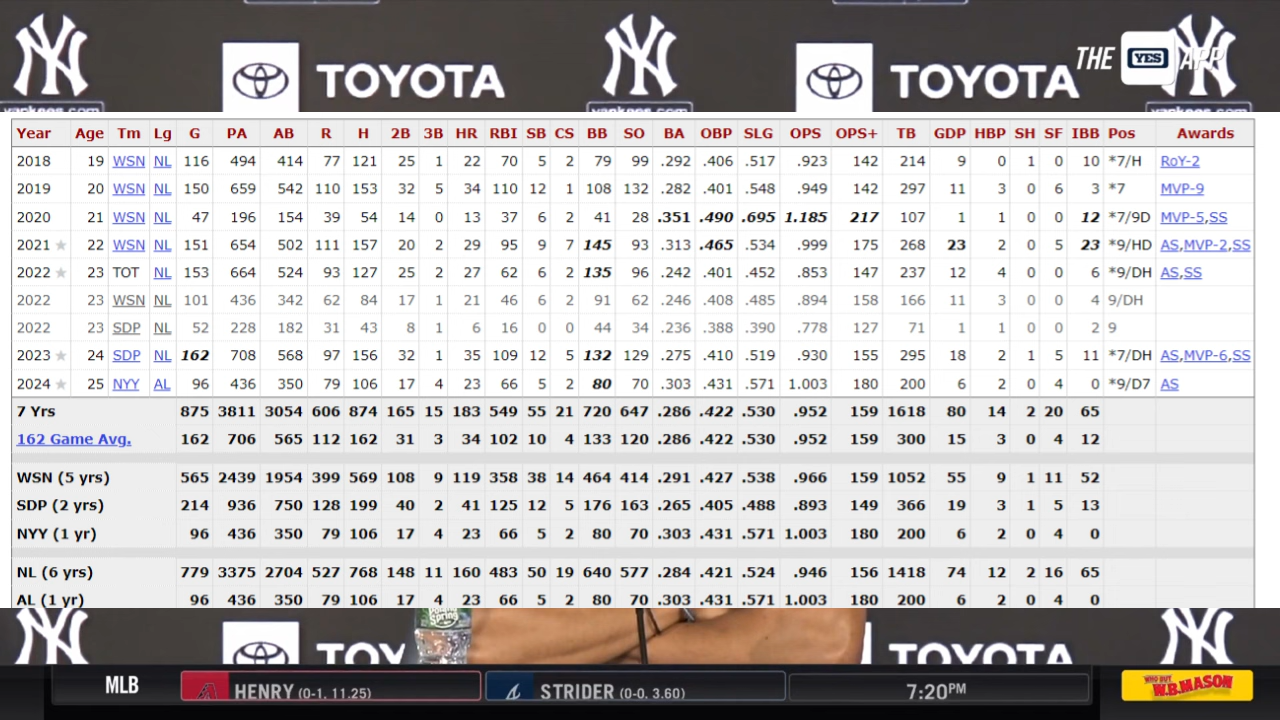 THE YES APP
TOYOTA TOYOTA
yankees.com yankees.com yankees.com
Year Age Tm Lg G PA AB R H 2B 3B HR RBI SB CS BB SO BA OBP SLG OPS OPS+ TB GDP HBP SH SF IBB Pos Awards
2018 19 WSN NL 116 494 414 77 121 25 1 22 70 5 2 79 99 .292 .406 .517 .923 142 214 9 0 1 0 10 *7/H RoY-2
2019 20 WSN NL 150 659 542 110 153 32 5 34 110 12 1 108 132 .282 .401 .548 .949 142 297 11 3 0 6 3 *7 MVP-9
2020 21 WSN NL 47 196 154 39 54 14 0 13 37 6 2 41 28 .351 .490 .695 1.185 217 107 1 1 0 0 12 *7/9D MVP-5,SS
2021 ★ 22 WSN NL 151 654 502 111 157 20 2 29 95 9 7 145 93 .313 .465 .534 .999 175 268 23 2 0 5 23 *9/HD AS,MVP-2,SS
2022 ★ 23 TOT NL 153 664 524 93 127 25 2 27 62 6 2 135 96 .242 .401 .452 .853 147 237 12 4 0 0 6 *9/DH AS,SS
2022 23 WSN NL 101 436 342 62 84 17 1 21 46 6 2 91 62 .246 .408 .485 .894 158 166 11 3 0 0 4 9/DH
2022 23 SDP NL 52 228 182 31 43 8 1 6 16 0 0 44 34 .236 .388 .390 .778 127 71 1 1 0 0 2 9
2023 ★ 24 SDP NL 162 708 568 97 156 32 1 35 109 12 5 132 129 .275 .410 .519 .930 155 295 18 2 1 5 11 *7/DH AS,MVP-6,SS
2024 ★ 25 NYY AL 96 436 350 79 106 17 4 23 66 5 2 80 70 .303 .431 .571 1.003 180 200 6 2 0 4 0 *9/D7 AS
7 Yrs 875 3811 3054 606 874 165 15 183 549 55 21 720 647 .286 .422 .530 .952 159 1618 80 14 2 20 65
162 Game Avg. 162 706 565 112 162 31 3 34 102 10 4 133 120 .286 .422 .530 .952 159 300 15 3 0 4 12
WSN (5 yrs) 565 2439 1954 399 569 108 9 119 358 38 14 464 414 .291 .427 .538 .966 159 1052 55 9 1 11 52
SDP (2 yrs) 214 936 750 128 199 40 2 41 125 12 5 176 163 .265 .405 .488 .893 149 366 19 3 1 5 13
NYY (1 yr) 96 436 350 79 106 17 4 23 66 5 2 80 70 .303 .431 .571 1.003 180 200 6 2 0 4 0
NL (6 yrs) 779 3375 2704 527 768 148 11 160 483 50 19 640 577 .284 .421 .524 .946 156 1418 74 12 2 16 65
AL (1 yr) 96 436 350 79 106 17 4 23 66 5 2 80 70 .303 .431 .571 1.003 180 200 6 2 0 4 0
Poland Spring
TOYOTA
MLB HENRY (0-1, 11.25) STRIDER (0-0, 3.60) 7:20PM WHO BUT W.B.MASON